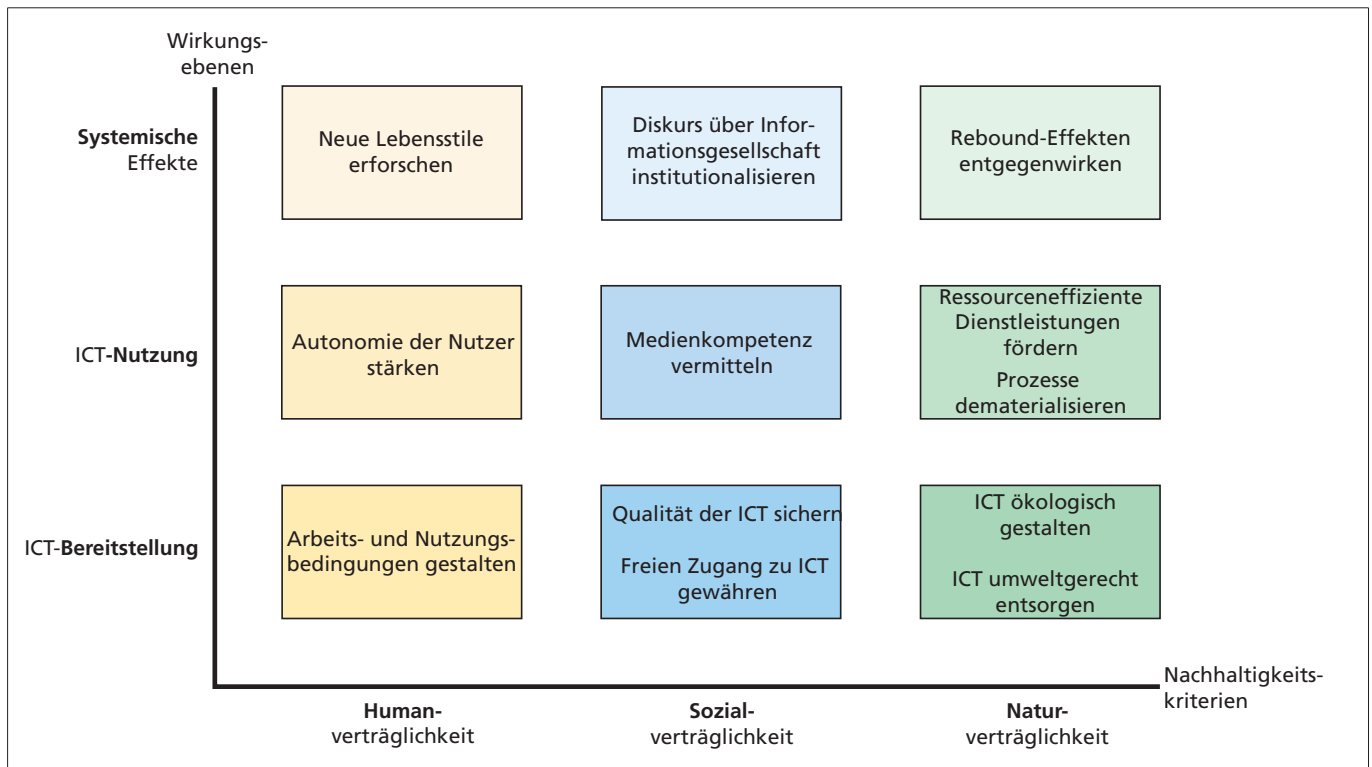 Wirkungs-
ebenen
Systemische
Effekte
Neue Lebensstile
erforschen
Diskurs über Infor-
mationsgesellschaft
institutionalisieren
Rebound-Effekten
entgegenwirken
ICT-Nutzung
Autonomie der Nutzer
stärken
Medienkompetenz
vermitteln
Ressourceneffiziente
Dienstleistungen
fördern
Prozesse
dematerialisieren
ICT-Bereitstellung
Arbeits- und Nutzungs-
bedingungen gestalten
Qualität der ICT sichern
Freien Zugang zu ICT
gewähren
ICT ökologisch
gestalten
ICT umweltgerecht
entsorgen
Nachhaltigkeits-
kriterien
Human-
verträglichkeit
Sozial-
verträglichkeit
Natur-
verträglichkeit